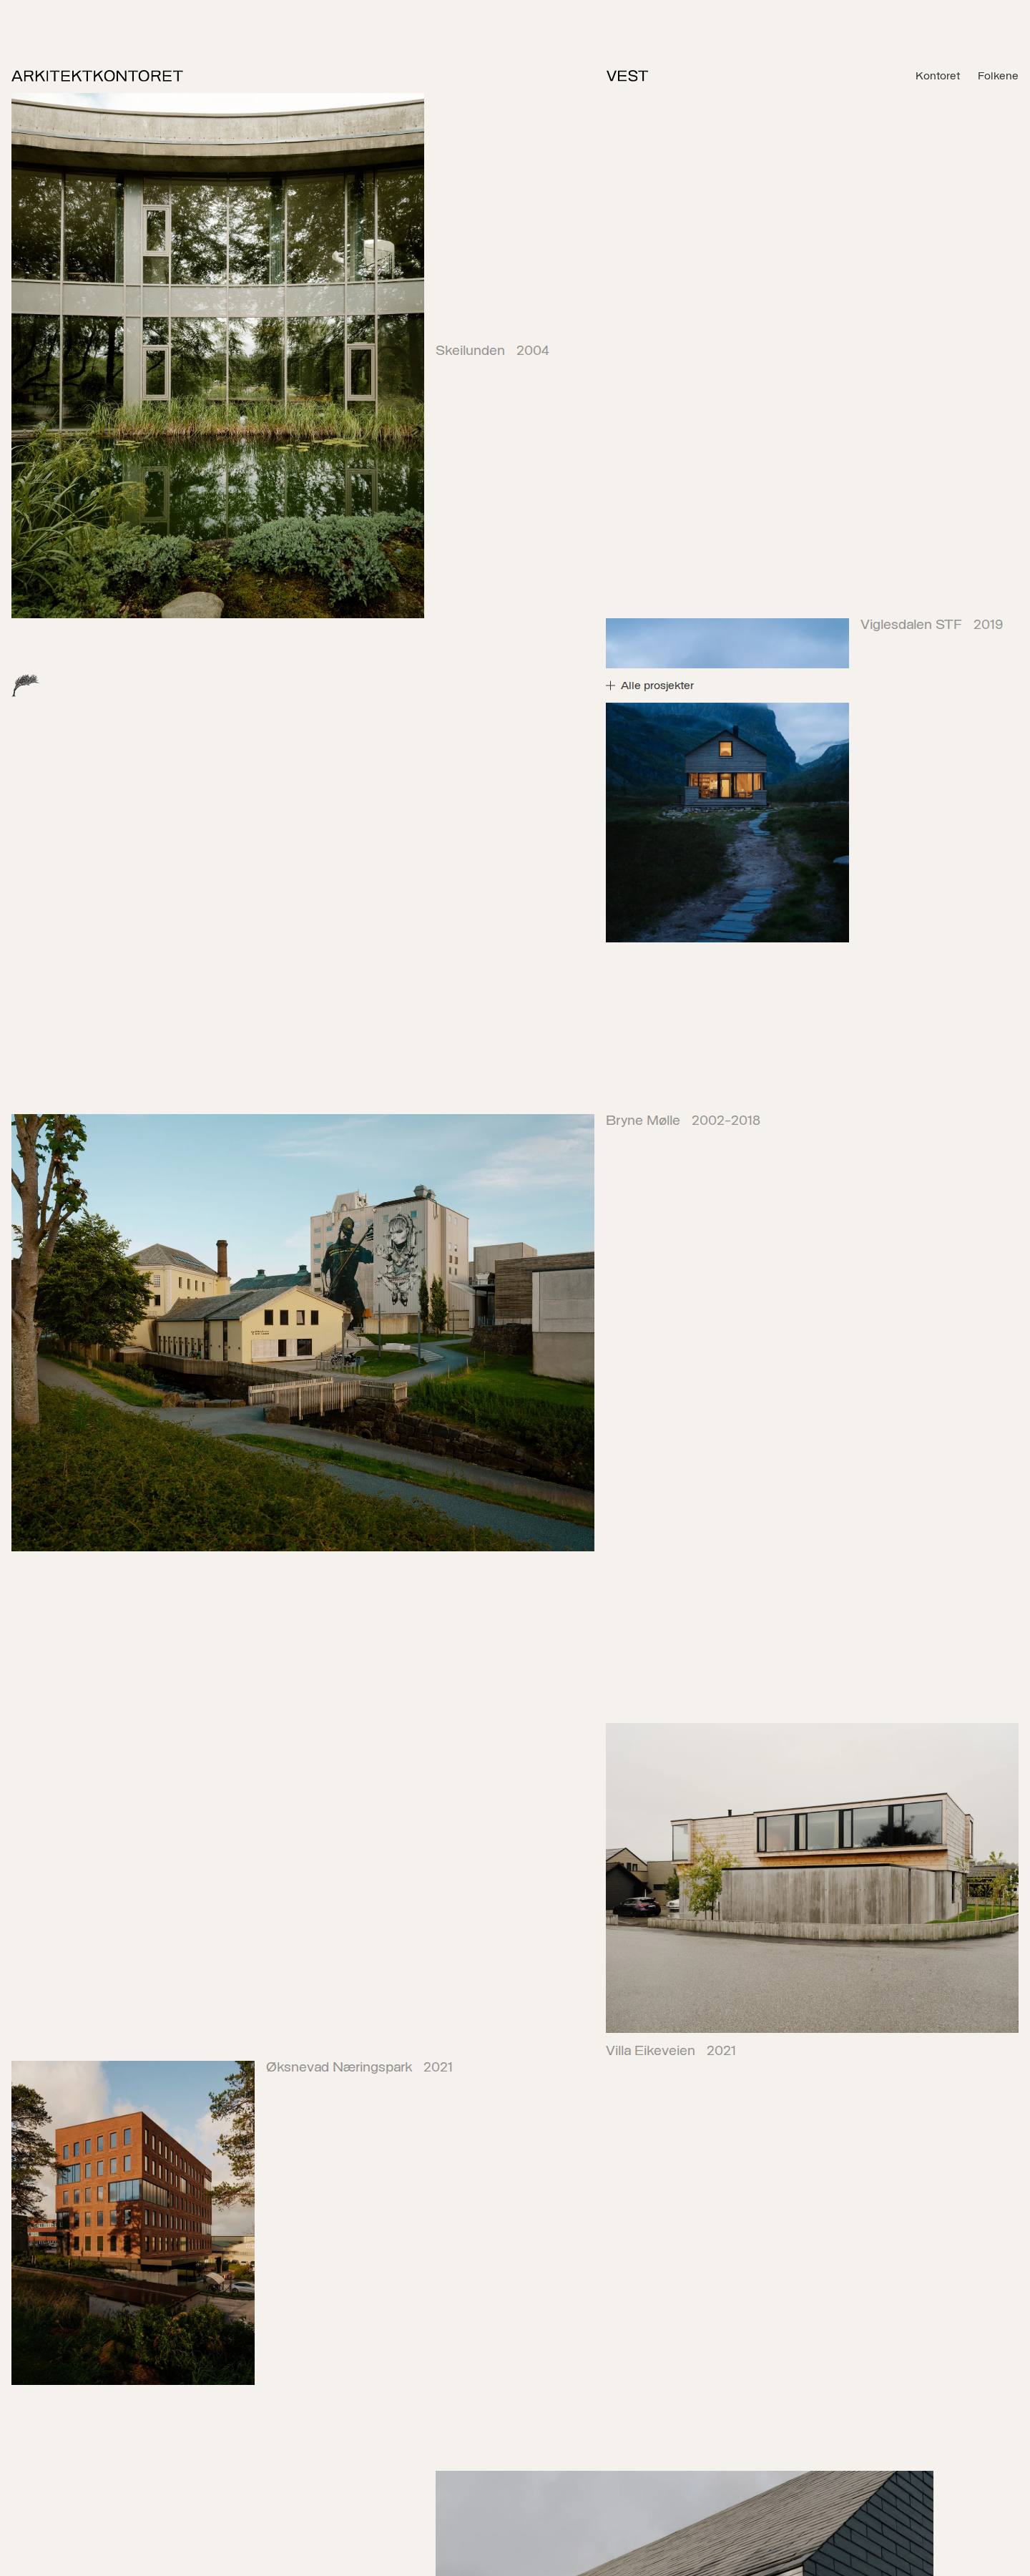 ARKITEKTKONTORET VEST Kontoret Folkene
Skeilunden 2004
Viglesdalen STF 2019
Alle prosjekter
Bryne Mølle 2002–2018
Villa Eikeveien 2021
Øksnevad Næringspark 2021